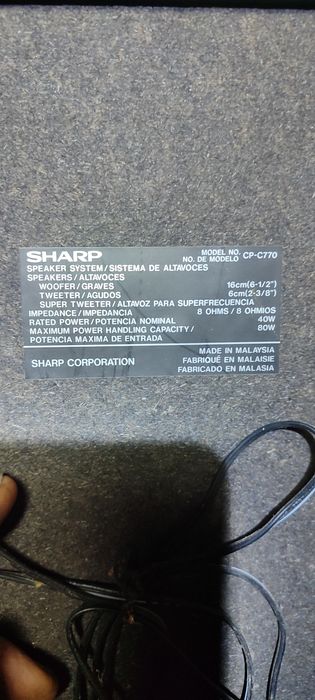 SHARP
MODEL NO.
NO. DE MODELO CP-C770
SPEAKER SYSTEM/SISTEMA DE ALTAVOCES
SPEAKERS/ALTAVOCES
WOOFER/GRAVES 16cm(6-1/2")
TWEETER/AGUDOS 6cm(2-3/8")
SUPER TWEETER/ALTAVOZ PARA SUPERFRECUENCIA
IMPEDANCE/IMPEDANCIA 8 OHMS/8 OHMIOS
RATED POWER/POTENCIA NOMINAL 40W
MAXIMUM POWER HANDLING CAPACITY/ 80W
POTENCIA MAXIMA DE ENTRADA
MADE IN MALAYSIA
SHARP CORPORATION FABRIQUÉ EN MALAISIE
FABRICADO EN MALASIA